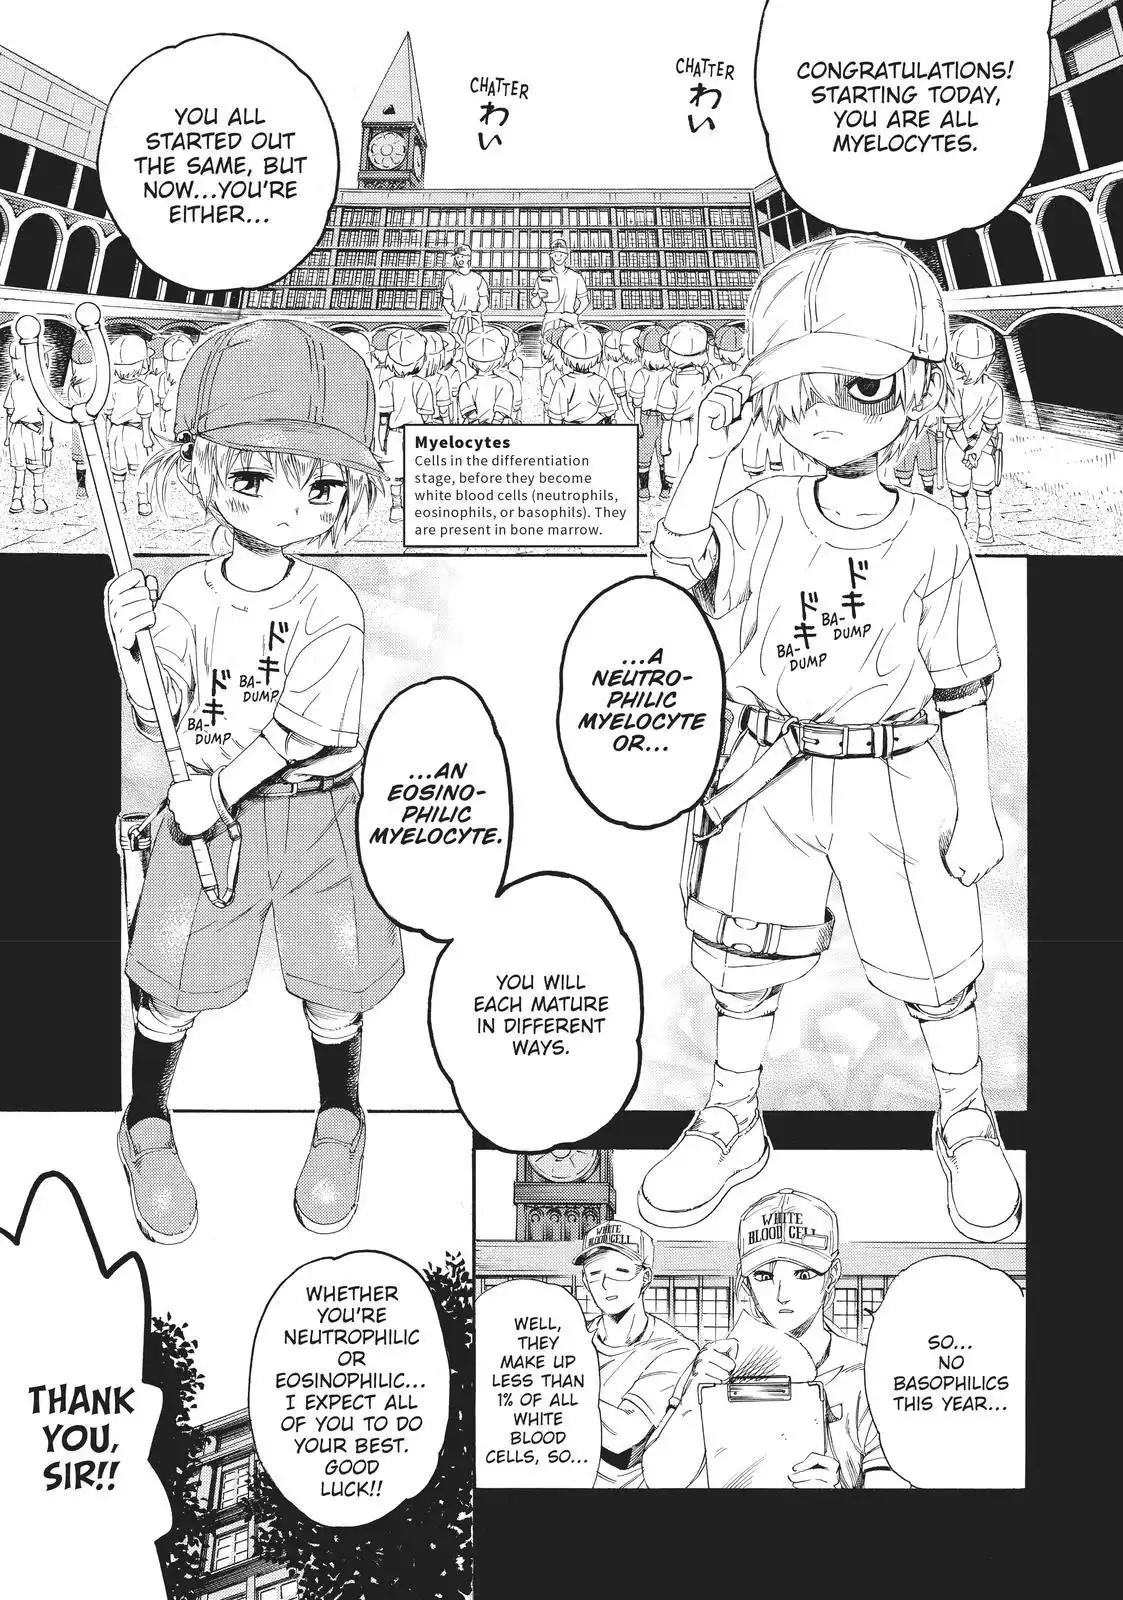 CONGRATULATIONS!
STARTING TODAY,
YOU ARE ALL
MYELOCYTES.
CHATTER
わい
CHATTER
わい
YOU ALL
STARTED OUT
THE SAME, BUT
NOW...YOU'RE
EITHER...
Myelocytes
Cells in the differentiation
stage, before they become
white blood cells (neutrophils,
eosinophils, or basophils). They
are present in bone marrow.
ドキ
BA-
DUMP
ドキ
BA-
DUMP
...A
NEUTRO-
PHILIC
MYELOCYTE
OR...
ドキ
BA-
DUMP
ドキ
BA-
DUMP
...AN
EOSINO-
PHILIC
MYELOCYTE.
YOU WILL
EACH MATURE
IN DIFFERENT
WAYS.
WHITE
BLOOD CELL
WHITE
BLOOD CELL
SO...
NO
BASOPHILICS
THIS YEAR...
WELL,
THEY
MAKE UP
LESS THAN
1% OF ALL
WHITE
BLOOD
CELLS, SO...
WHETHER
YOU'RE
NEUTROPHILIC
OR
EOSINOPHILIC...
I EXPECT ALL
OF YOU TO DO
YOUR BEST.
GOOD
LUCK!!
THANK
YOU,
SIR!!